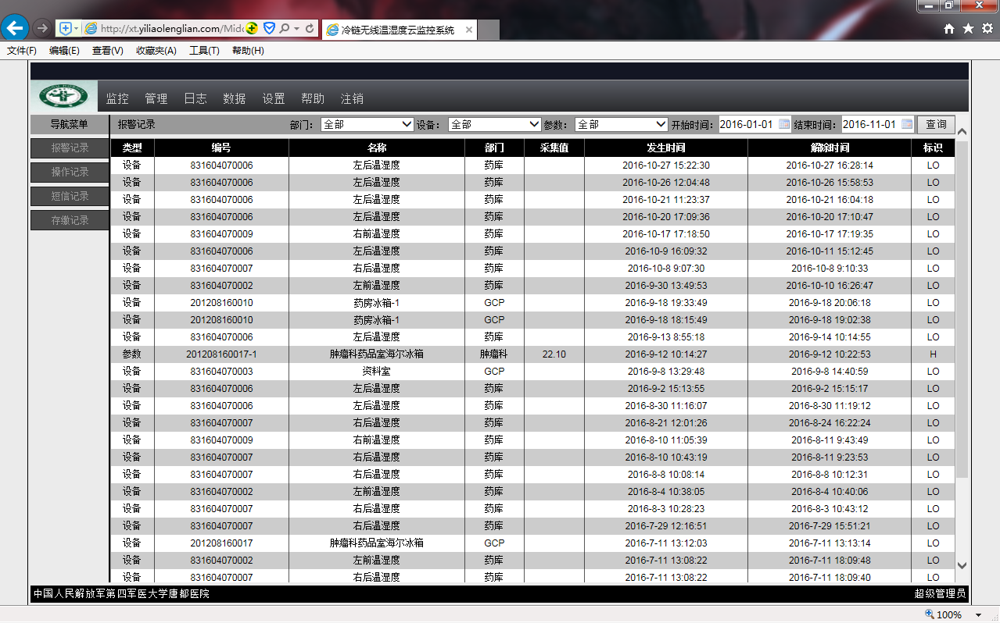 http://xt.yiliaolenglian.com/Midd
冷链无线温湿度云监控系统
文件(F) 编辑(E) 查看(V) 收藏夹(A) 工具(T) 帮助(H)
监控 管理 日志 数据 设置 帮助 注销
导航菜单
报警记录
操作记录
短信记录
存缴记录
报警记录 部门: 全部 设备: 全部 参数: 全部 开始时间: 2016-01-01 结束时间: 2016-11-01 查询
类型 编号 名称 部门 采集值 发生时间 解除时间 标识
设备 831604070006 左后温湿度 药库 2016-10-27 15:22:30 2016-10-27 16:28:14 LO
设备 831604070006 左后温湿度 药库 2016-10-26 12:04:48 2016-10-26 15:58:53 LO
设备 831604070006 左后温湿度 药库 2016-10-21 11:23:37 2016-10-21 16:04:18 LO
设备 831604070006 左后温湿度 药库 2016-10-20 17:09:36 2016-10-20 17:10:47 LO
设备 831604070009 右前温湿度 药库 2016-10-17 17:18:50 2016-10-17 17:19:35 LO
设备 831604070006 左后温湿度 药库 2016-10-9 16:09:32 2016-10-11 15:12:45 LO
设备 831604070007 右后温湿度 药库 2016-10-8 9:07:30 2016-10-8 9:10:33 LO
设备 831604070002 左前温湿度 药库 2016-9-30 13:49:53 2016-10-10 16:26:47 LO
设备 201208160010 药房冰箱-1 GCP 2016-9-18 19:33:49 2016-9-18 20:06:18 LO
设备 201208160010 药房冰箱-1 GCP 2016-9-18 18:15:49 2016-9-18 19:02:38 LO
设备 831604070006 左后温湿度 药库 2016-9-13 8:55:18 2016-9-14 10:14:55 LO
参数 201208160017-1 肿瘤科药品室海尔冰箱 肿瘤科 22.10 2016-9-12 10:14:27 2016-9-12 10:22:53 H
设备 831604070003 资料室 GCP 2016-9-8 13:29:48 2016-9-8 14:40:59 LO
设备 831604070006 左后温湿度 药库 2016-9-2 15:13:55 2016-9-2 15:15:17 LO
设备 831604070006 左后温湿度 药库 2016-8-30 11:16:07 2016-8-30 11:19:12 LO
设备 831604070007 右后温湿度 药库 2016-8-21 12:01:26 2016-8-24 16:22:24 LO
设备 831604070009 右前温湿度 药库 2016-8-10 11:05:39 2016-8-11 9:43:49 LO
设备 831604070007 右后温湿度 药库 2016-8-10 10:43:19 2016-8-11 9:23:53 LO
设备 831604070007 右后温湿度 药库 2016-8-8 10:08:14 2016-8-8 10:12:31 LO
设备 831604070002 左前温湿度 药库 2016-8-4 10:38:05 2016-8-4 10:40:06 LO
设备 831604070007 右后温湿度 药库 2016-8-3 10:28:23 2016-8-3 10:43:12 LO
设备 831604070007 右后温湿度 药库 2016-7-29 12:16:51 2016-7-29 15:51:21 LO
设备 201208160017 肿瘤科药品室海尔冰箱 GCP 2016-7-11 13:12:03 2016-7-11 13:13:14 LO
设备 831604070002 左前温湿度 药库 2016-7-11 13:08:22 2016-7-11 18:09:48 LO
设备 831604070007 右后温湿度 药库 2016-7-11 13:08:22 2016-7-11 18:09:40 LO
中国人民解放军第四军医大学唐都医院 超级管理员
100%